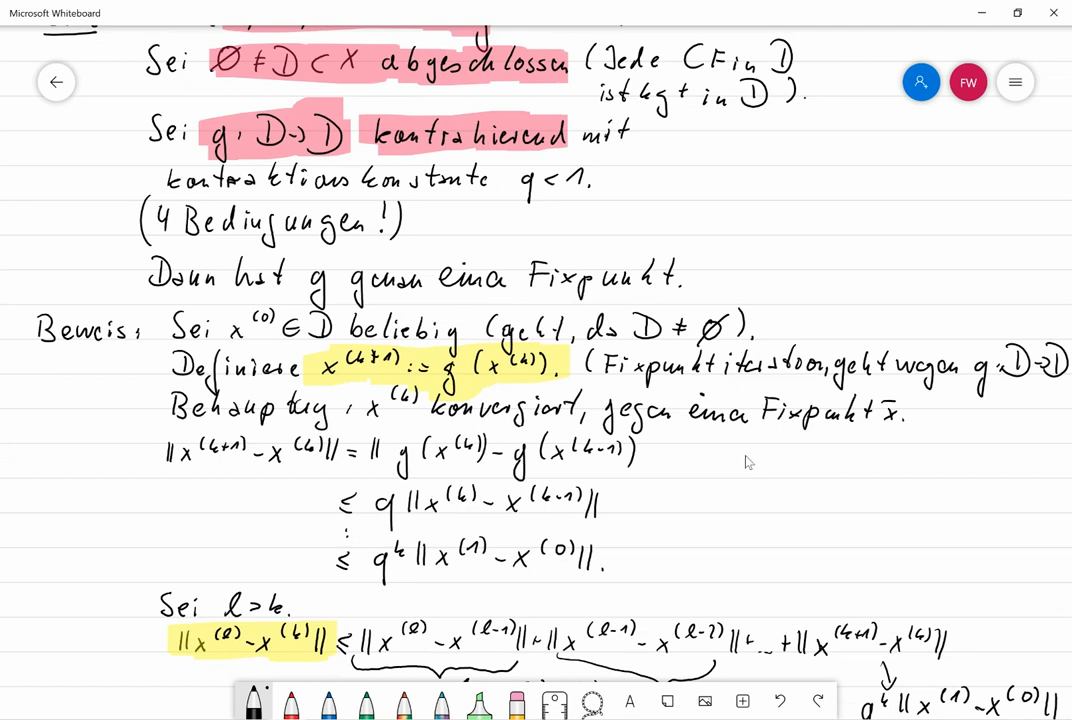 Microsoft Whiteboard
Sei ∅ ≠ D ⊂ X abgeschlossen (Jede CF in D
ist kgt in D).
FW
Sei g: D → D kontrahierend mit
Kontraktionskonstante q < 1.
(4 Bedingungen!)
Dann hat g genau einen Fixpunkt.
Beweis: Sei x^(0) ∈ D beliebig (geht, da D ≠ ∅).
Definiere x^(k+1) := g(x^(k)). (Fixpunktiteration, geht wegen g: D → D
Behauptung: x^(k) konvergiert, gegen einen Fixpunkt x̄.
||x^(k+1) - x^(k)|| = || g(x^(k)) - g(x^(k-1))
≤ q ||x^(k) - x^(k-1)||
⋮
≤ q^k ||x^(1) - x^(0)||.
Sei l > k.
||x^(l) - x^(k)|| ≤ ||x^(l) - x^(l-1)|| + ||x^(l-1) - x^(l-2)|| + … + ||x^(k+1) - x^(k)||
q^k ||x^(1) - x^(0)||
A